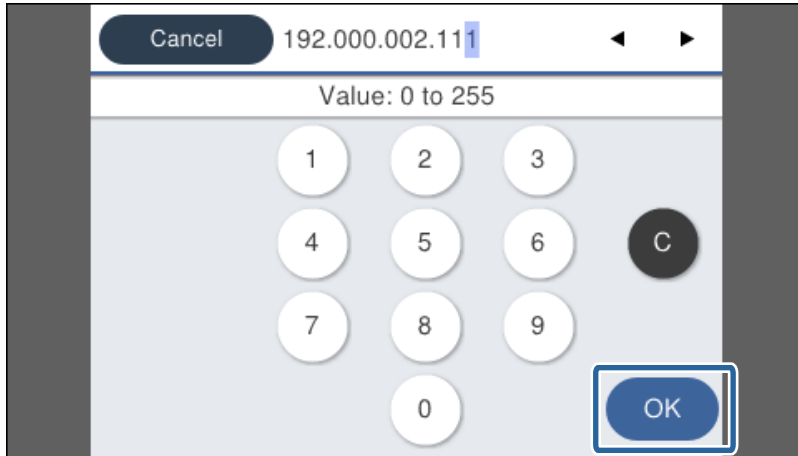 Cancel 192.000.002.111 ◀ ▶
Value: 0 to 255
1 2 3
4 5 6 C
7 8 9
0 OK